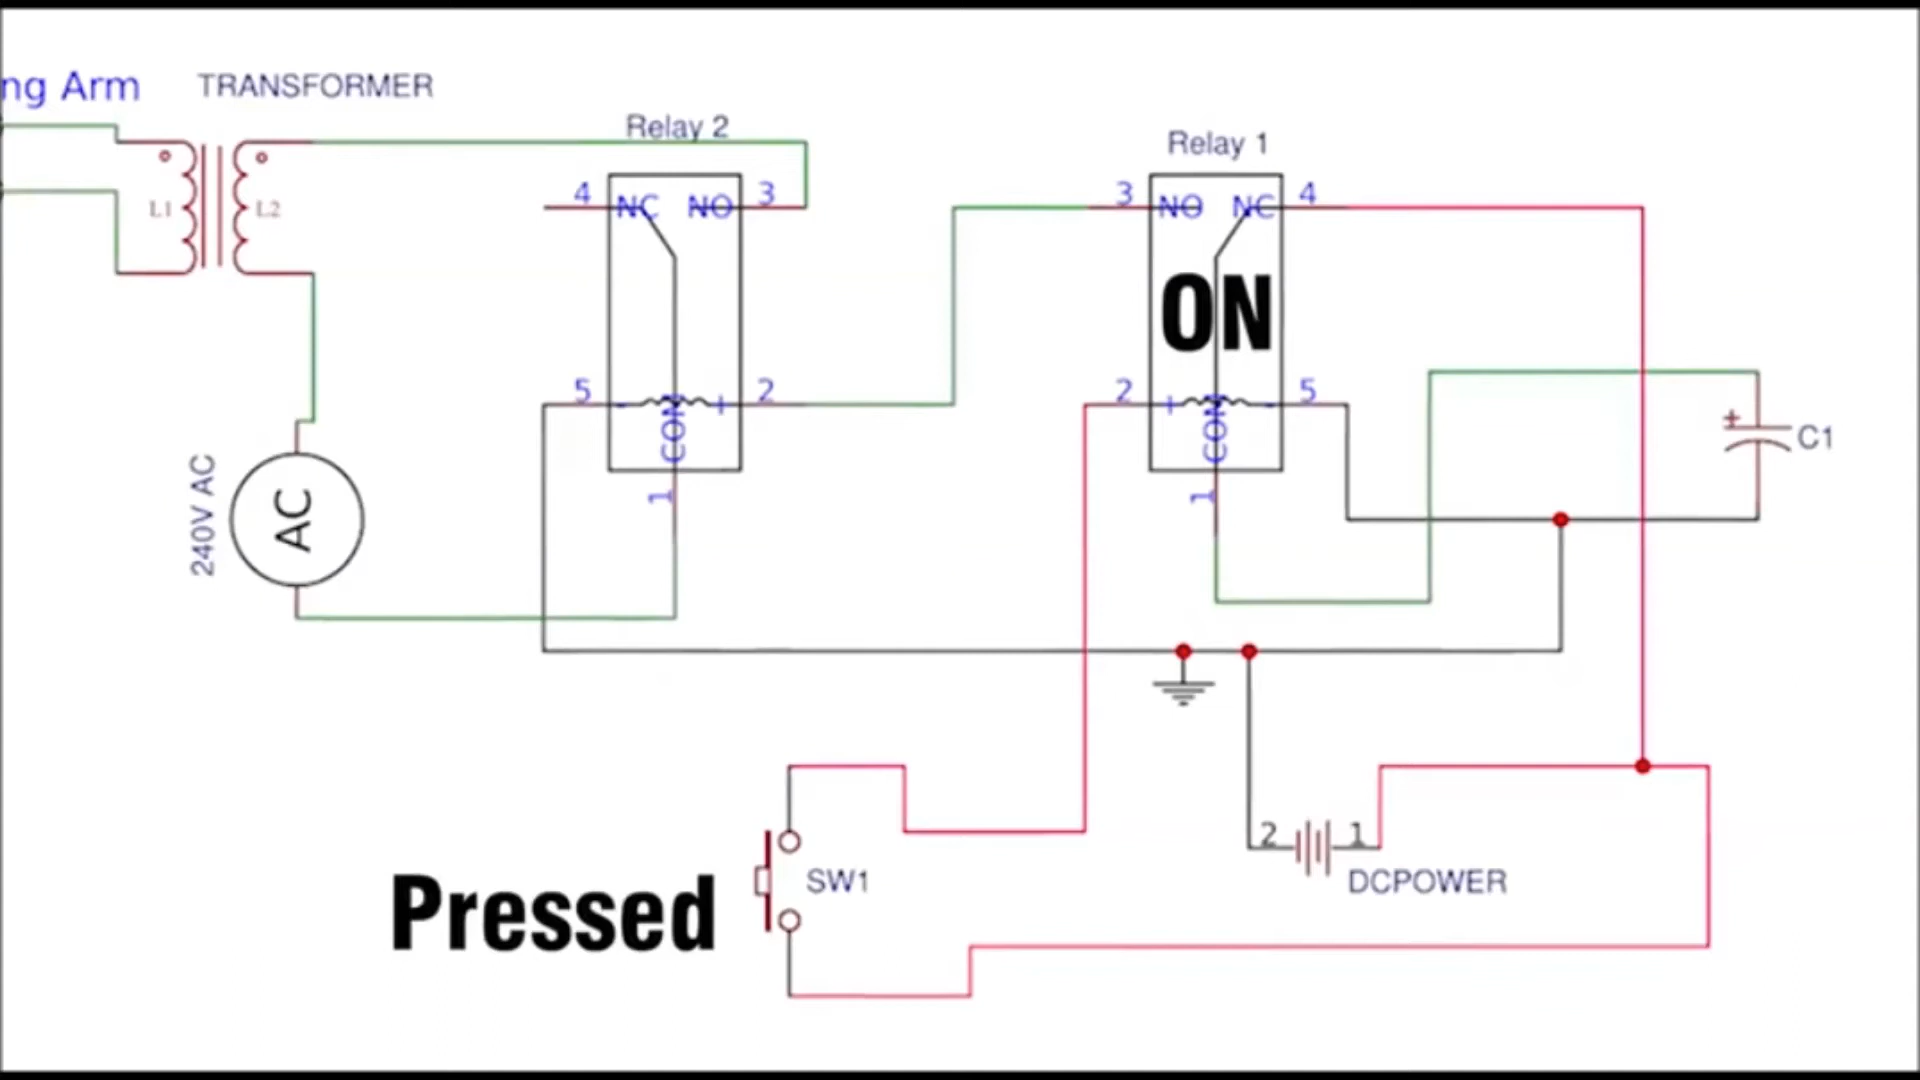 ng Arm
TRANSFORMER
L1
L2
Relay 2
4 NC NO 3
5 - + 2
COM
1
Relay 1
3 NO NC 4
ON
2 + - 5
COM
1
+
C1
240V AC
AC
Pressed
SW1
2 1
DCPOWER